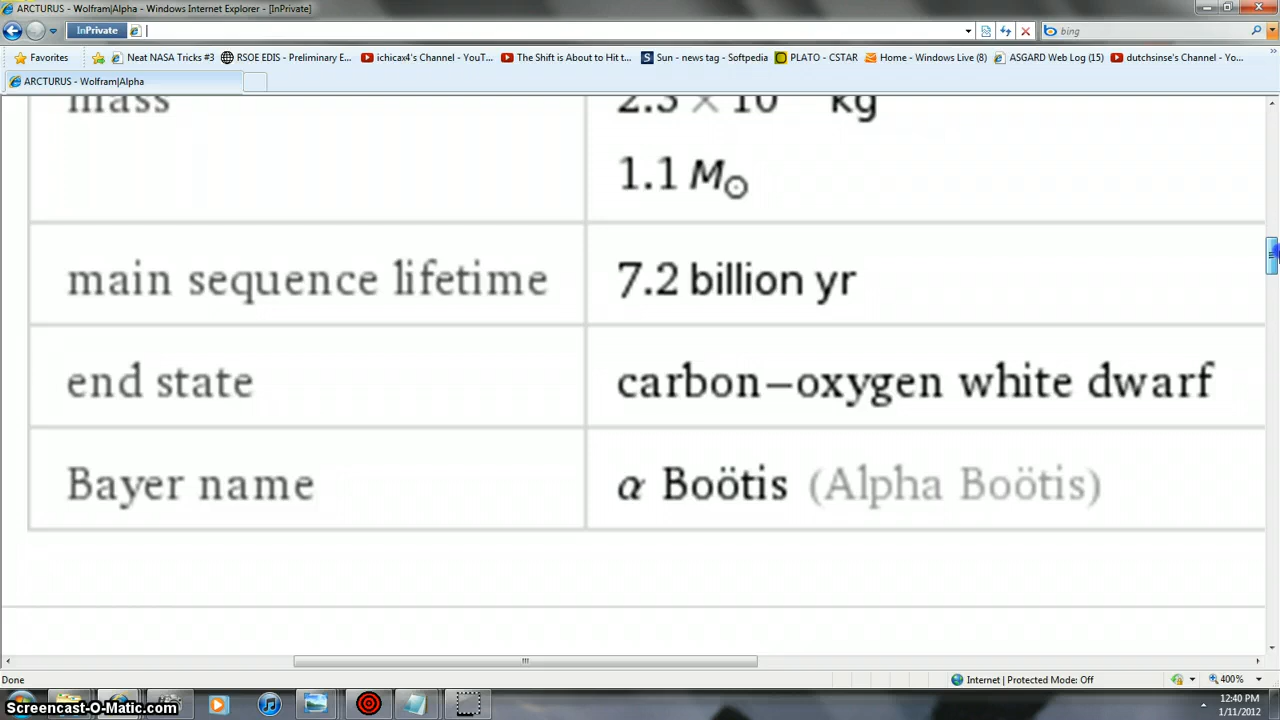 ARCTURUS - Wolfram|Alpha - Windows Internet Explorer - [InPrivate]
InPrivate
bing
Favorites Neat NASA Tricks #3 RSOE EDIS - Preliminary E... ichicax4's Channel - YouT... The Shift is About to Hit t... Sun - news tag - Softpedia PLATO - CSTAR Home - Windows Live (8) ASGARD Web Log (15) dutchsinse's Channel - Yo...
ARCTURUS - Wolfram|Alpha
mass 2.3 × 10 kg
1.1 M☉
main sequence lifetime 7.2 billion yr
end state carbon–oxygen white dwarf
Bayer name α Boötis (Alpha Boötis)
Done Internet | Protected Mode: Off 400%
Screencast-O-Matic.com
12:40 PM
1/11/2012